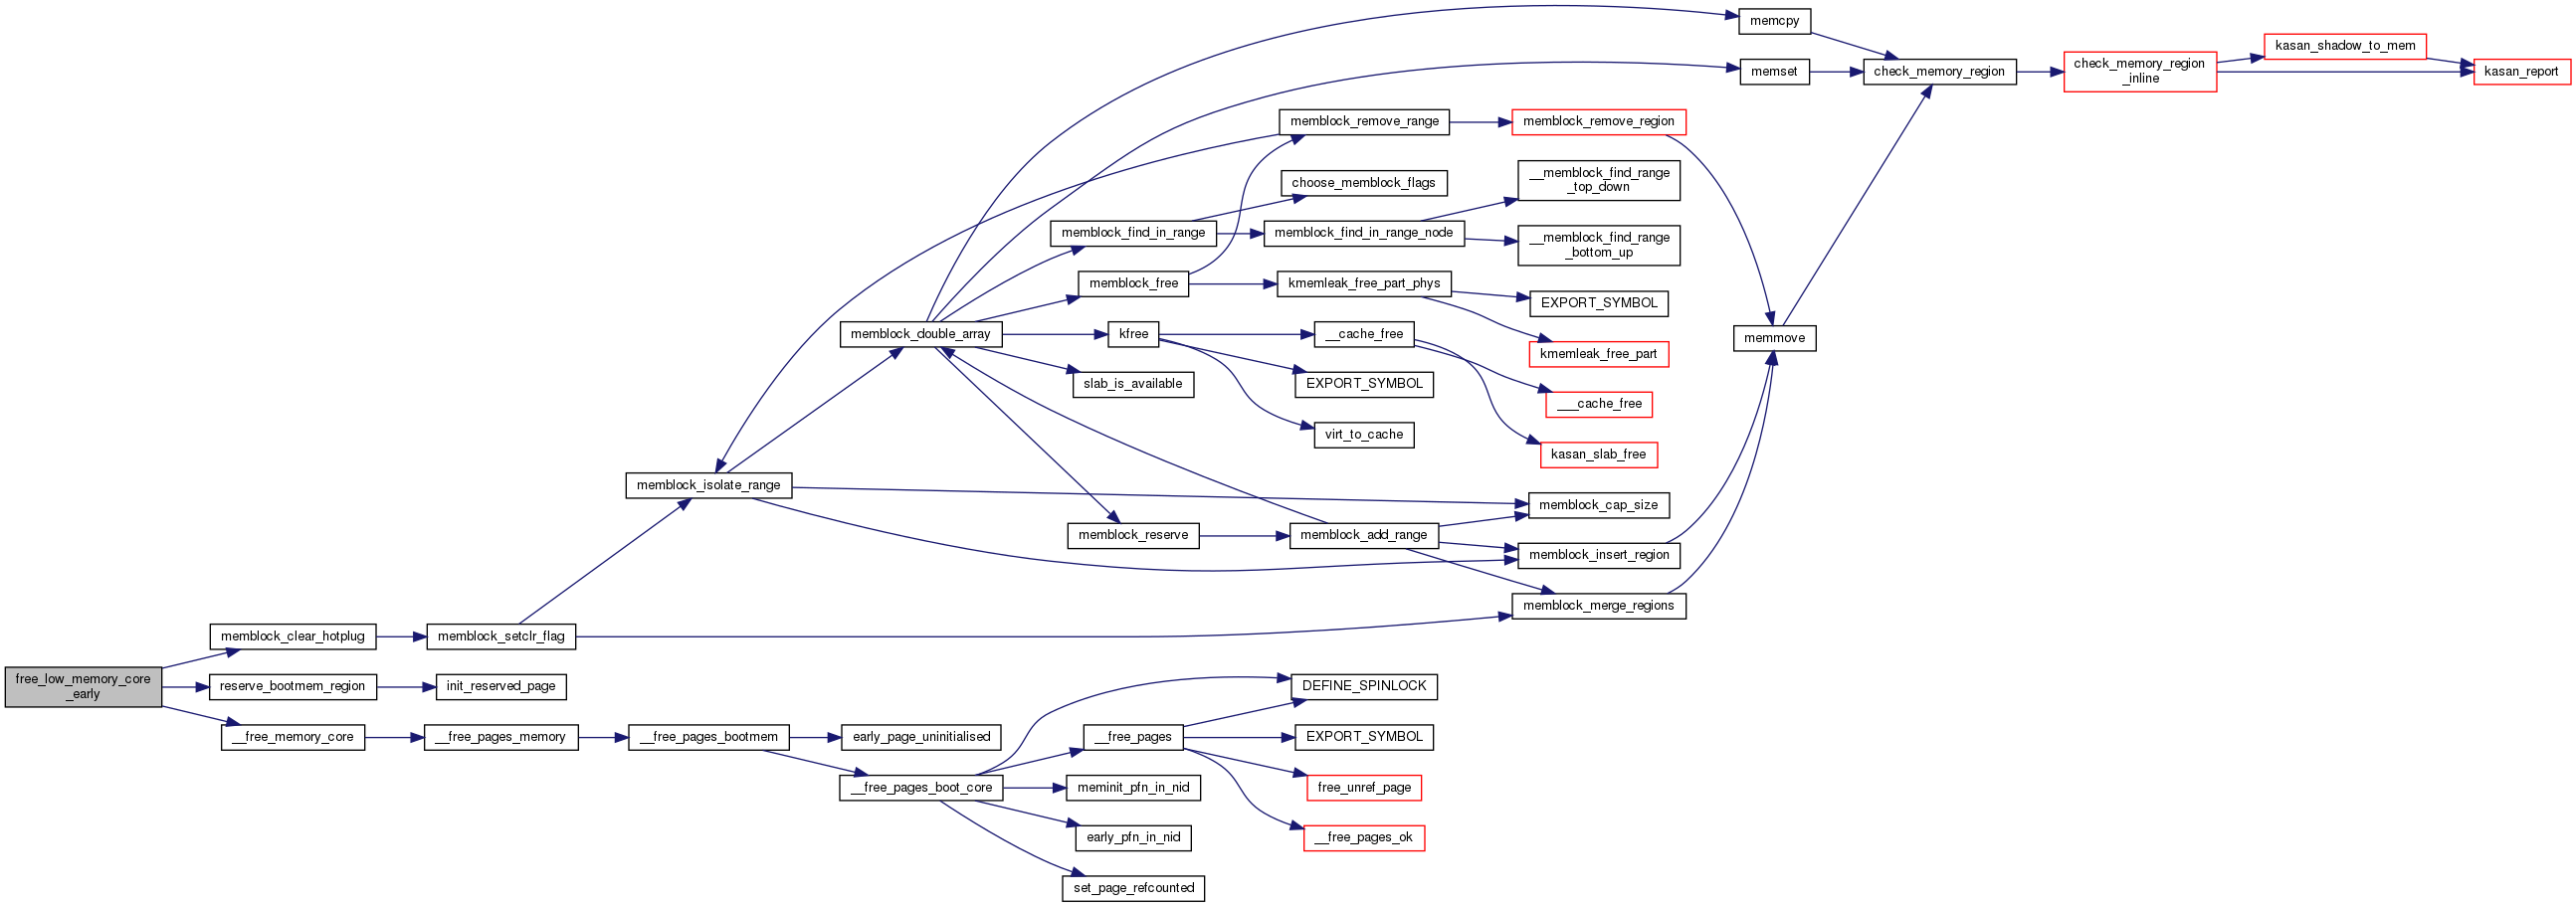 memcpy
kasan_shadow_to_mem
memset
check_memory_region
check_memory_region
_inline
kasan_report
memblock_remove_range
memblock_remove_region
choose_memblock_flags
__memblock_find_range
_top_down
memblock_find_in_range
memblock_find_in_range_node
__memblock_find_range
_bottom_up
memblock_free
kmemleak_free_part_phys
EXPORT_SYMBOL
memblock_double_array
kfree
__cache_free
memmove
kmemleak_free_part
slab_is_available
EXPORT_SYMBOL
___cache_free
virt_to_cache
kasan_slab_free
memblock_isolate_range
memblock_cap_size
memblock_reserve
memblock_add_range
memblock_insert_region
memblock_merge_regions
memblock_clear_hotplug
memblock_setclr_flag
free_low_memory_core
_early
reserve_bootmem_region
init_reserved_page
DEFINE_SPINLOCK
__free_memory_core
__free_pages_memory
__free_pages_bootmem
early_page_uninitialised
__free_pages
EXPORT_SYMBOL
__free_pages_boot_core
meminit_pfn_in_nid
free_unref_page
early_pfn_in_nid
__free_pages_ok
set_page_refcounted